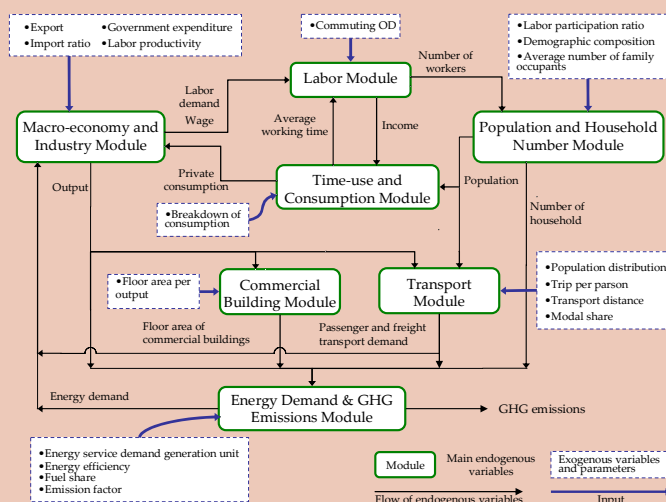 •Export
•Government expenditure
•Import ratio
•Labor productivity
•Commuting OD
•Labor participation ratio
•Demographic composition
•Average number of family
occupants
Number of
workers
Labor Module
Labor
demand
Wage
Average
working time
Income
Macro-economy and
Industry Module
Population and Household
Number Module
Private
consumption
Time-use and
Consumption Module
Population
Output
Number of
household
•Breakdown of
consumption
•Floor area per
output
Commercial
Building Module
Transport
Module
•Population distribution
•Trip per parson
•Transport distance
•Modal share
Floor area of
commercial buildings
Passenger and freight
transport demand
Energy demand
Energy Demand & GHG
Emissions Module
GHG emissions
•Energy service demand generation unit
•Energy efficiency
•Fuel share
•Emission factor
Module
Main endogenous
variables
Exogenous variables
and parameters
Flow of endogenous variables
Input